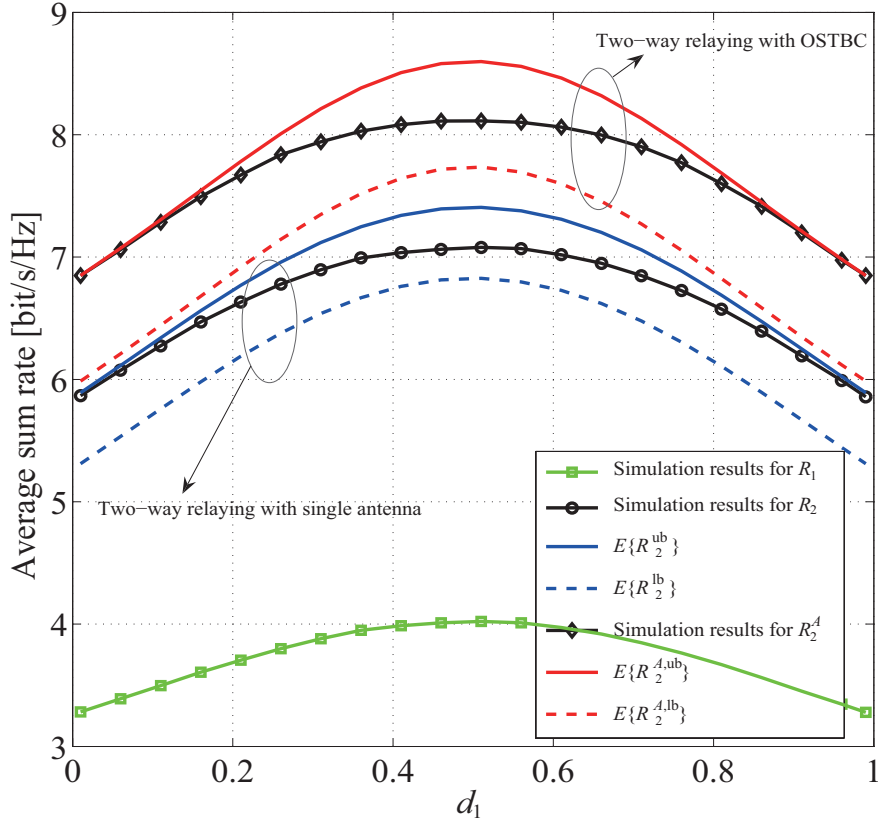 9
8
7
6
5
4
3
0
0.2
0.4
0.6
0.8
1
Average sum rate [bit/s/Hz]
d₁
Two−way relaying with OSTBC
Two−way relaying with single antenna
Simulation results for R₁
Simulation results for R₂
E{R₂ᵘᵇ}
E{R₂ˡᵇ}
Simulation results for R₂ᴬ
E{R₂ᴬ,ᵘᵇ}
E{R₂ᴬ,ˡᵇ}